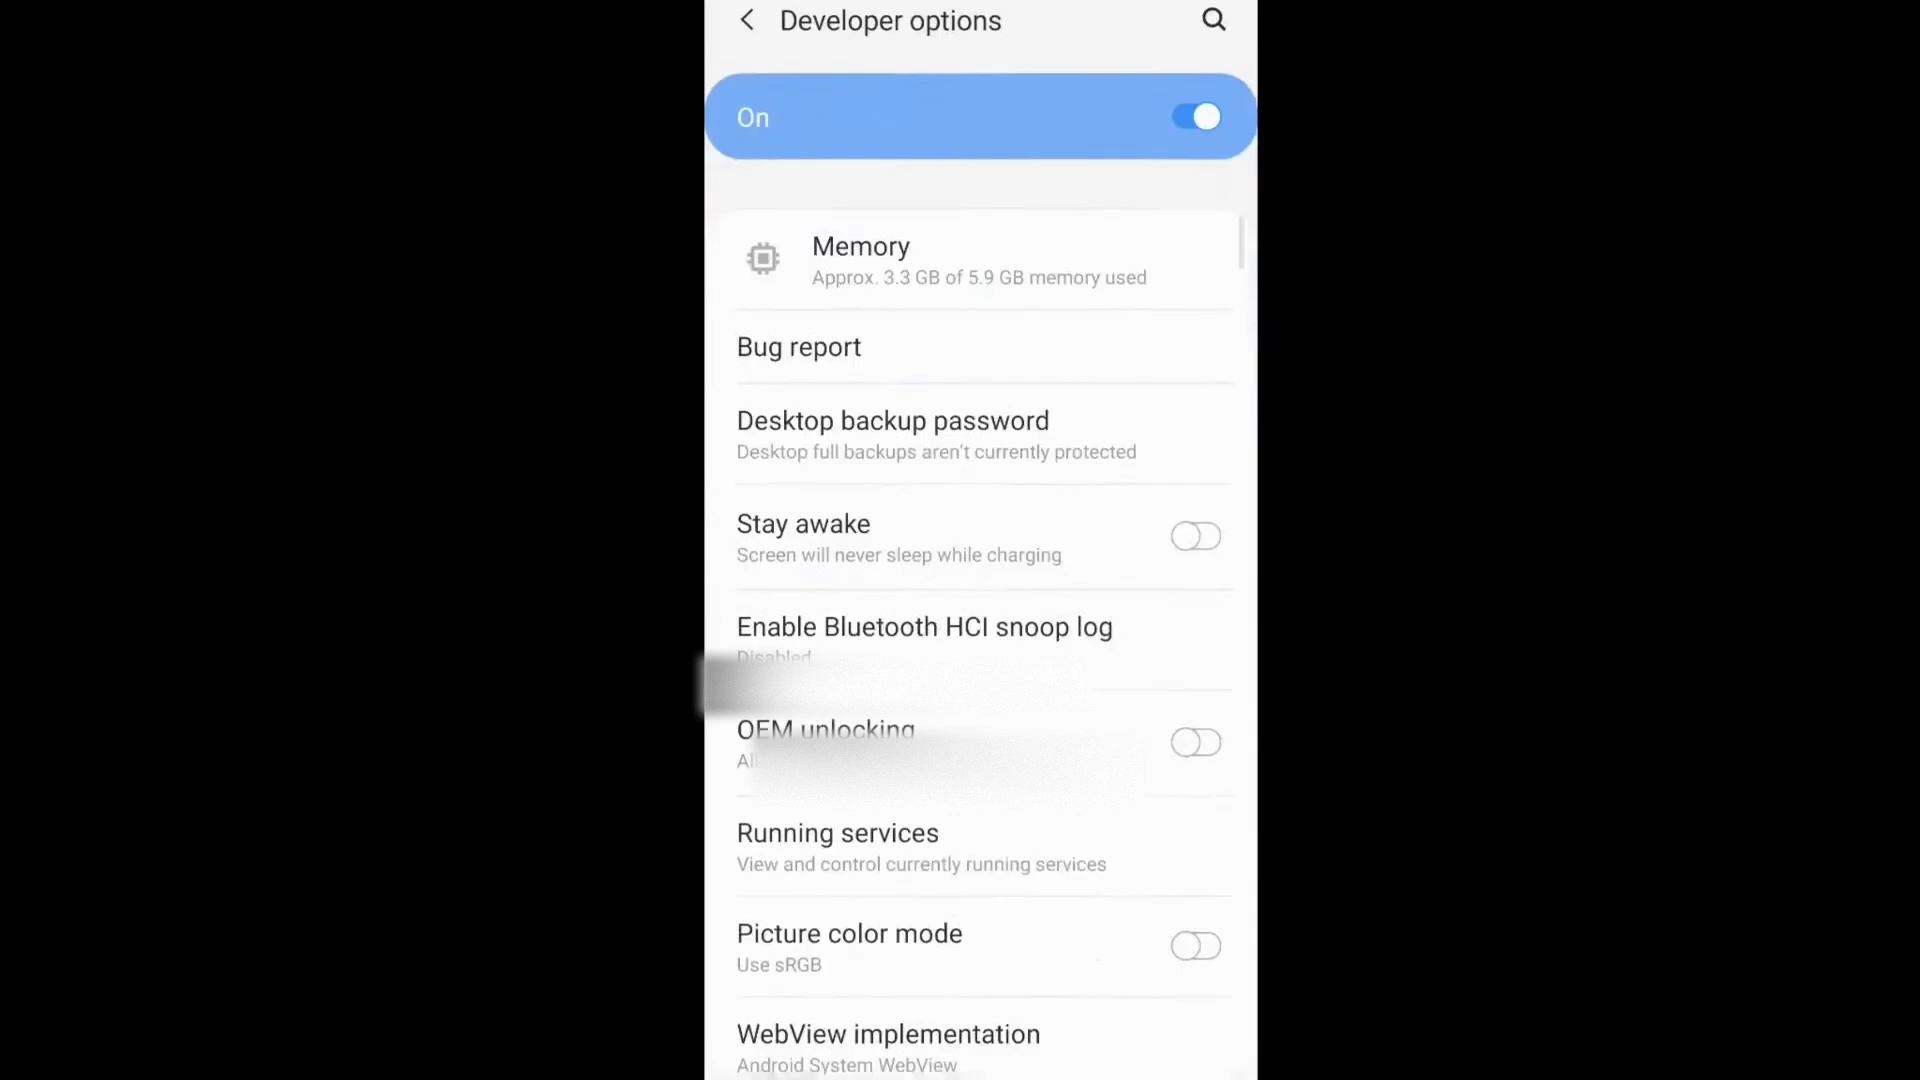 Developer options
On
Memory
Approx. 3.3 GB of 5.9 GB memory used
Bug report
Desktop backup password
Desktop full backups aren't currently protected
Stay awake
Screen will never sleep while charging
Enable Bluetooth HCI snoop log
Disabled
OEM unlocking
Running services
View and control currently running services
Picture color mode
Use sRGB
WebView implementation
Android System WebView